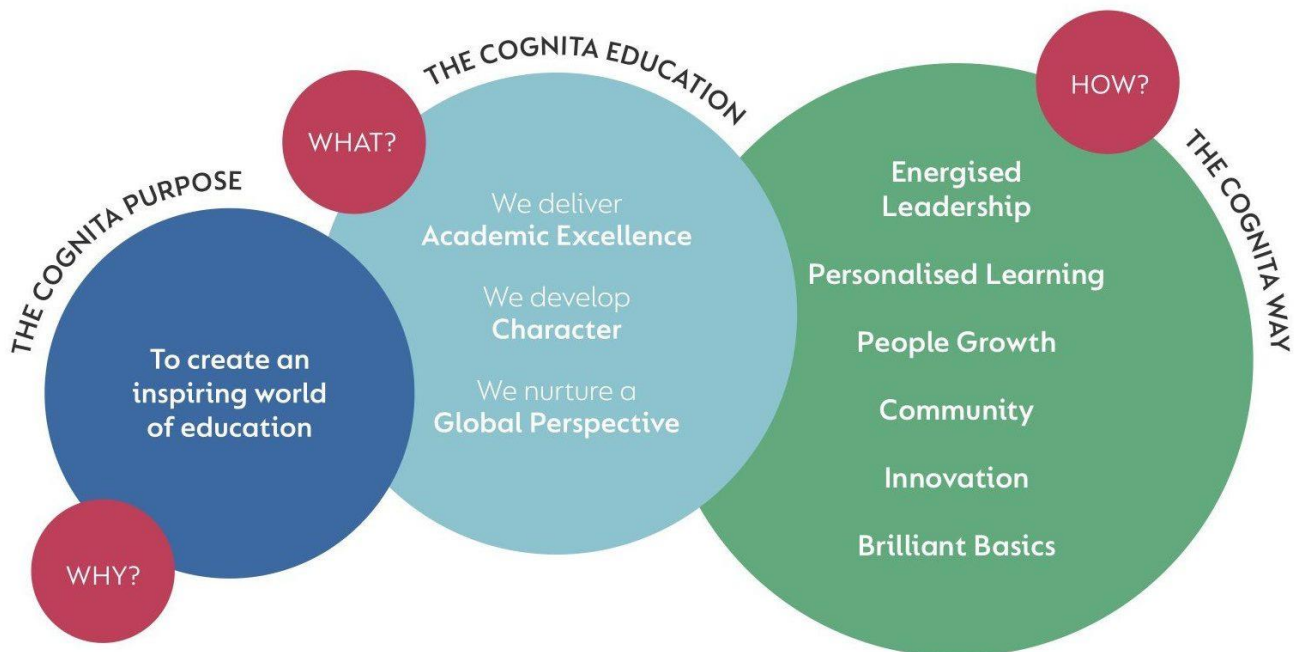 THE COGNITA PURPOSE
WHY?
To create an
inspiring world
of education
THE COGNITA EDUCATION
WHAT?
We deliver
Academic Excellence
We develop
Character
We nurture a
Global Perspective
THE COGNITA WAY
HOW?
Energised
Leadership
Personalised Learning
People Growth
Community
Innovation
Brilliant Basics